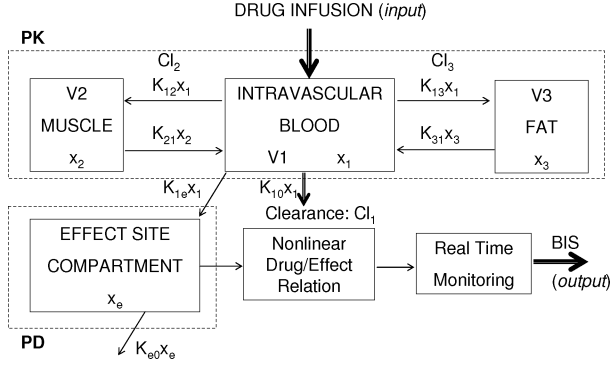 DRUG INFUSION (input)
PK
Cl2
Cl3
V2
MUSCLE
x2
K12x1
K21x2
INTRAVASCULAR
BLOOD
V1 x1
K13x1
K31x3
V3
FAT
x3
K1ex1
K10x1
Clearance: Cl1
EFFECT SITE
COMPARTMENT
xe
Nonlinear
Drug/Effect
Relation
Real Time
Monitoring
BIS
(output)
PD
Ke0xe